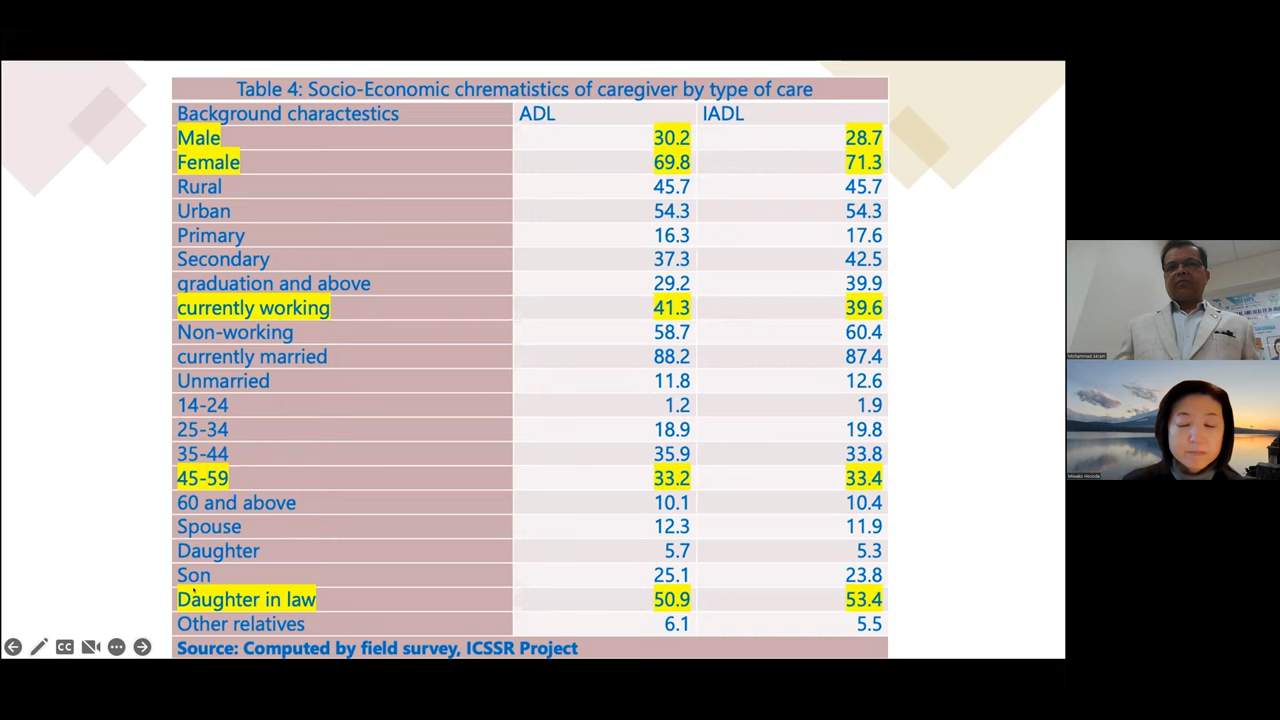 Table 4: Socio-Economic chrematistics of caregiver by type of care
Background charactestics ADL IADL
Male 30.2 28.7
Female 69.8 71.3
Rural 45.7 45.7
Urban 54.3 54.3
Primary 16.3 17.6
Secondary 37.3 42.5
graduation and above 29.2 39.9
currently working 41.3 39.6
Non-working 58.7 60.4
currently married 88.2 87.4
Unmarried 11.8 12.6
14-24 1.2 1.9
25-34 18.9 19.8
35-44 35.9 33.8
45-59 33.2 33.4
60 and above 10.1 10.4
Spouse 12.3 11.9
Daughter 5.7 5.3
Son 25.1 23.8
Daughter in law 50.9 53.4
Other relatives 6.1 5.5
Source: Computed by field survey, ICSSR Project
CC
Mohammad Akram
Miwako Hosoda